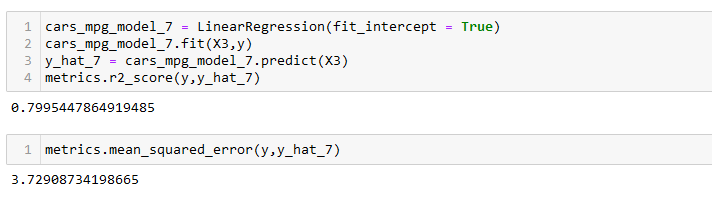 1 cars_mpg_model_7 = LinearRegression(fit_intercept = True)
2 cars_mpg_model_7.fit(X3,y)
3 y_hat_7 = cars_mpg_model_7.predict(X3)
4 metrics.r2_score(y,y_hat_7)
0.7995447864919485
1 metrics.mean_squared_error(y,y_hat_7)
3.72908734198665